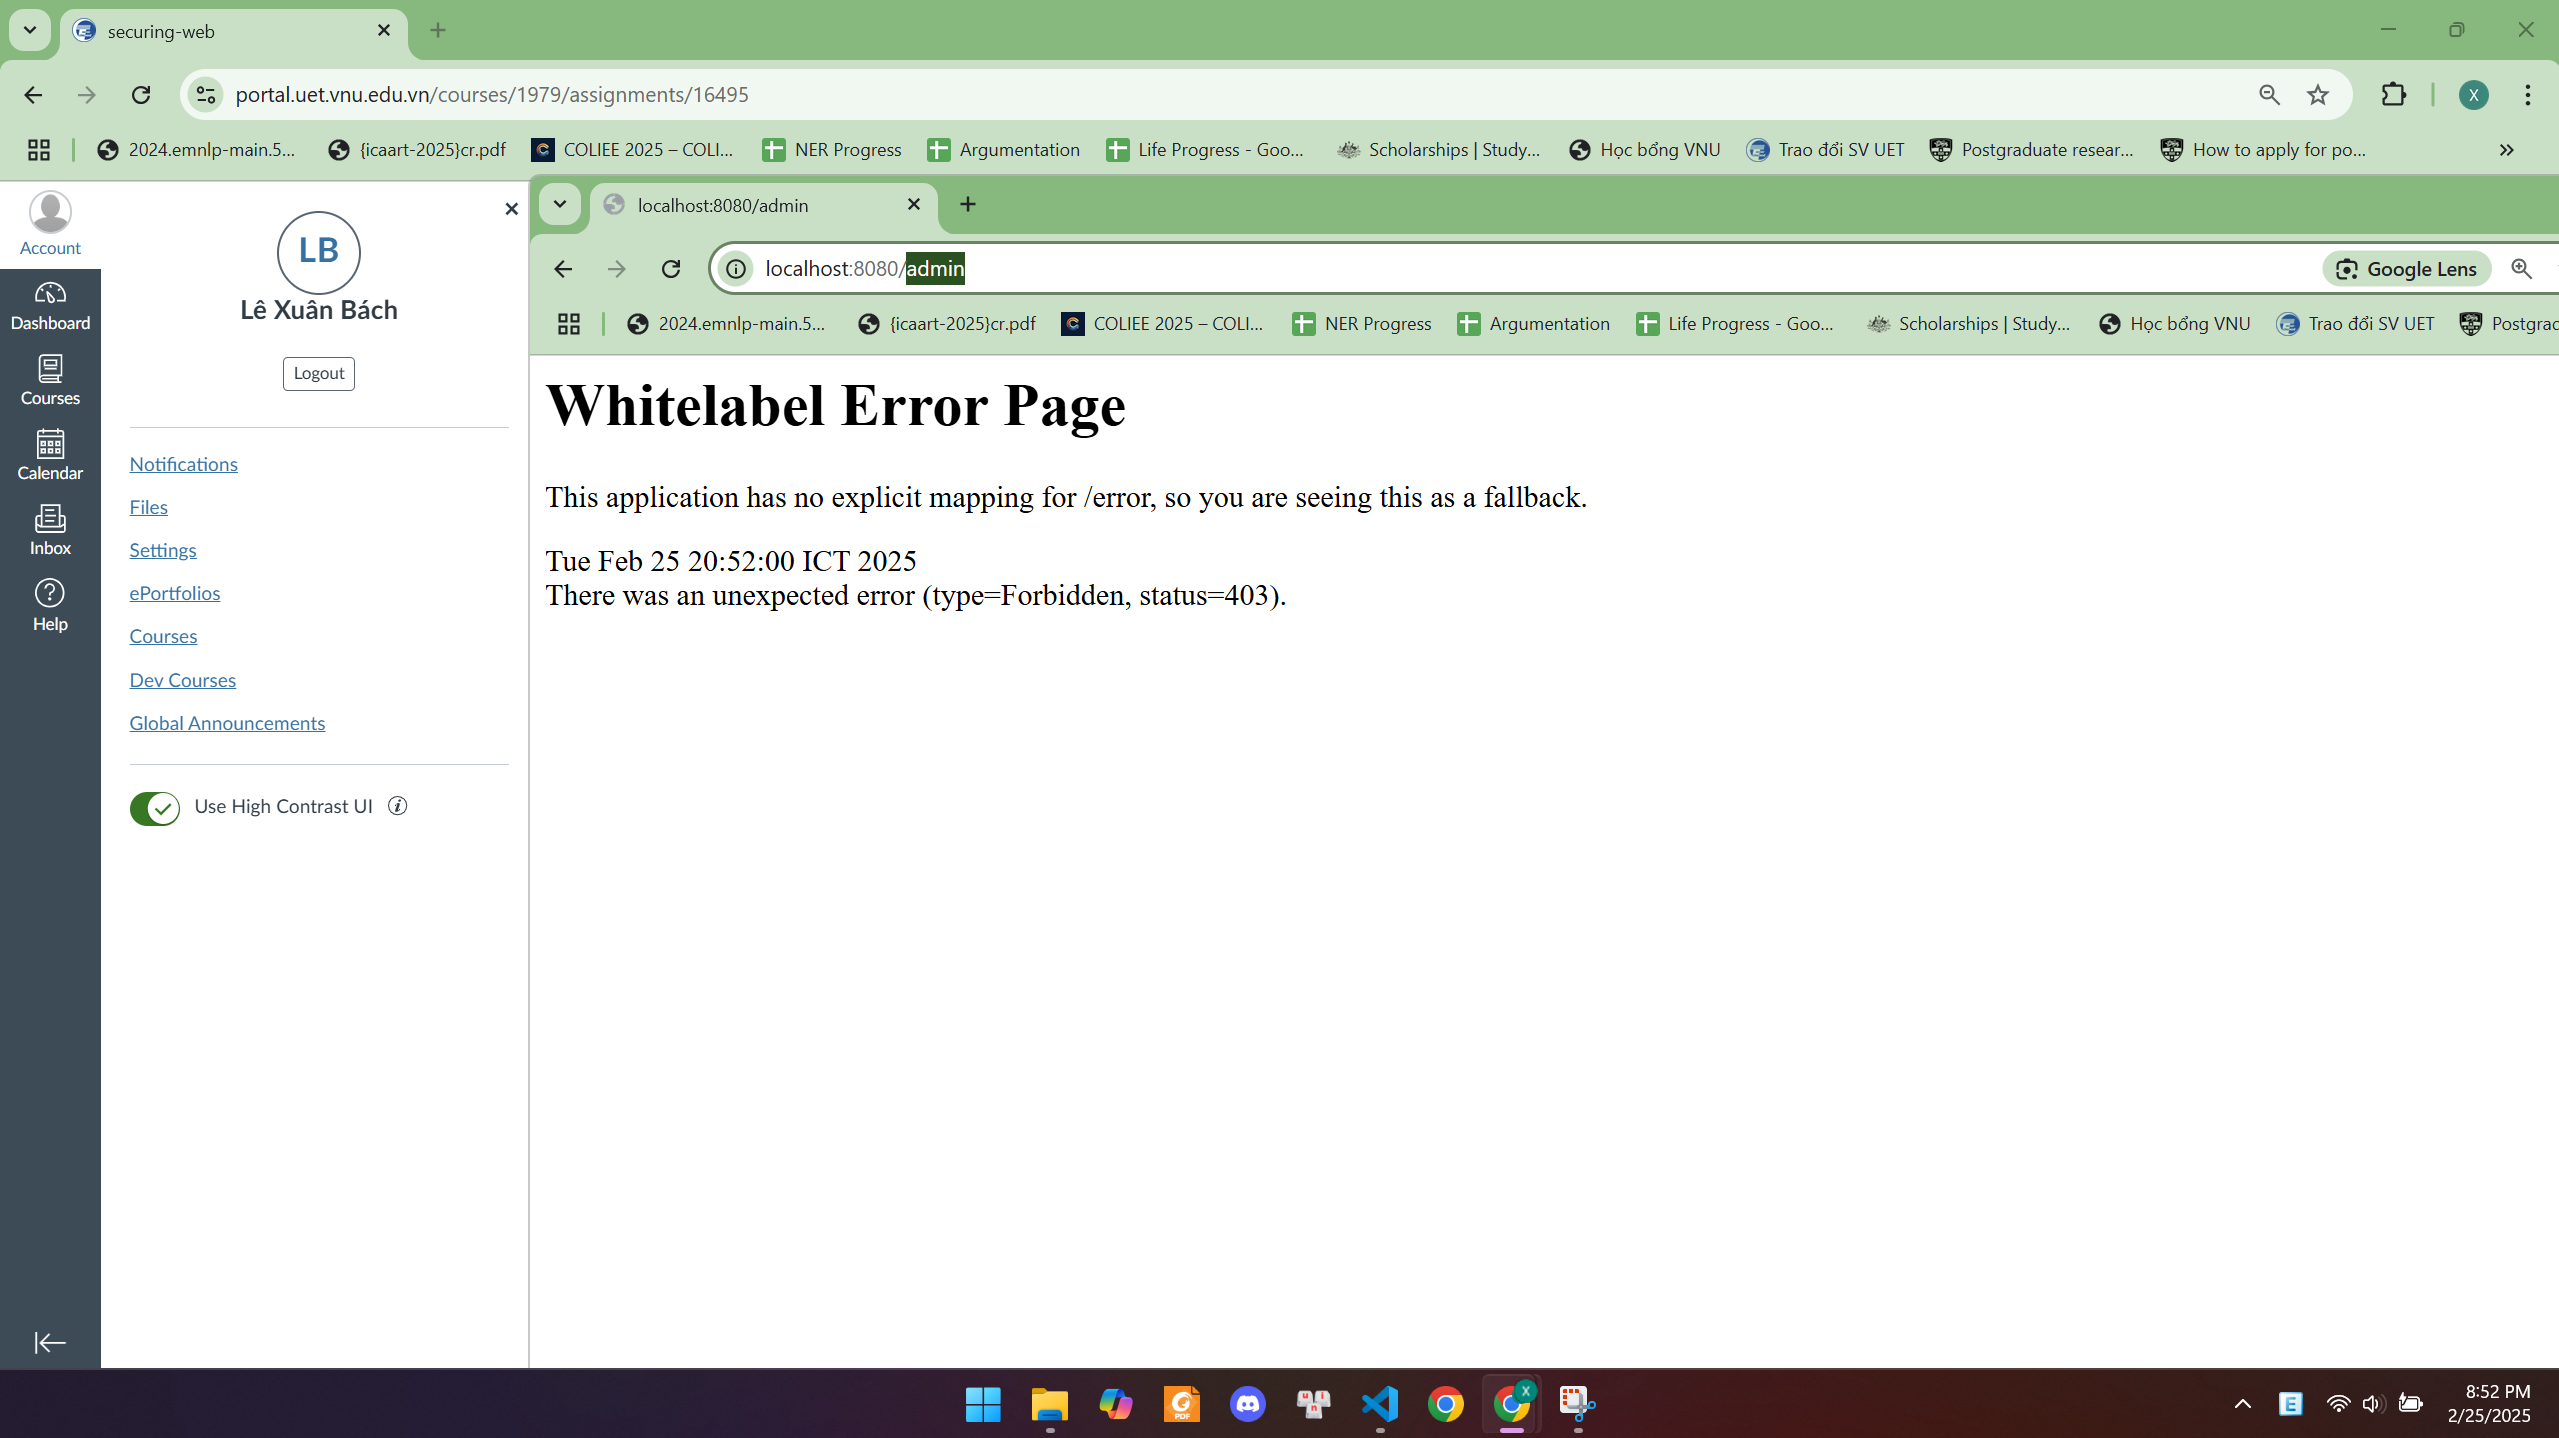 securing-web
portal.uet.vnu.edu.vn/courses/1979/assignments/16495
X
2024.emnlp-main.5...
{icaart-2025}cr.pdf
COLIEE 2025 – COLI...
NER Progress
Argumentation
Life Progress - Goo...
Scholarships | Study...
Học bổng VNU
Trao đổi SV UET
Postgraduate resear...
How to apply for po...
Account
Dashboard
Courses
Calendar
Inbox
Help
LB
Lê Xuân Bách
Logout
Notifications
Files
Settings
ePortfolios
Courses
Dev Courses
Global Announcements
Use High Contrast UI
localhost:8080/admin
localhost:8080/admin
Google Lens
2024.emnlp-main.5...
{icaart-2025}cr.pdf
COLIEE 2025 – COLI...
NER Progress
Argumentation
Life Progress - Goo...
Scholarships | Study...
Học bổng VNU
Trao đổi SV UET
Postgrad
Whitelabel Error Page
This application has no explicit mapping for /error, so you are seeing this as a fallback.
Tue Feb 25 20:52:00 ICT 2025
There was an unexpected error (type=Forbidden, status=403).
PDF
X
E
8:52 PM
2/25/2025